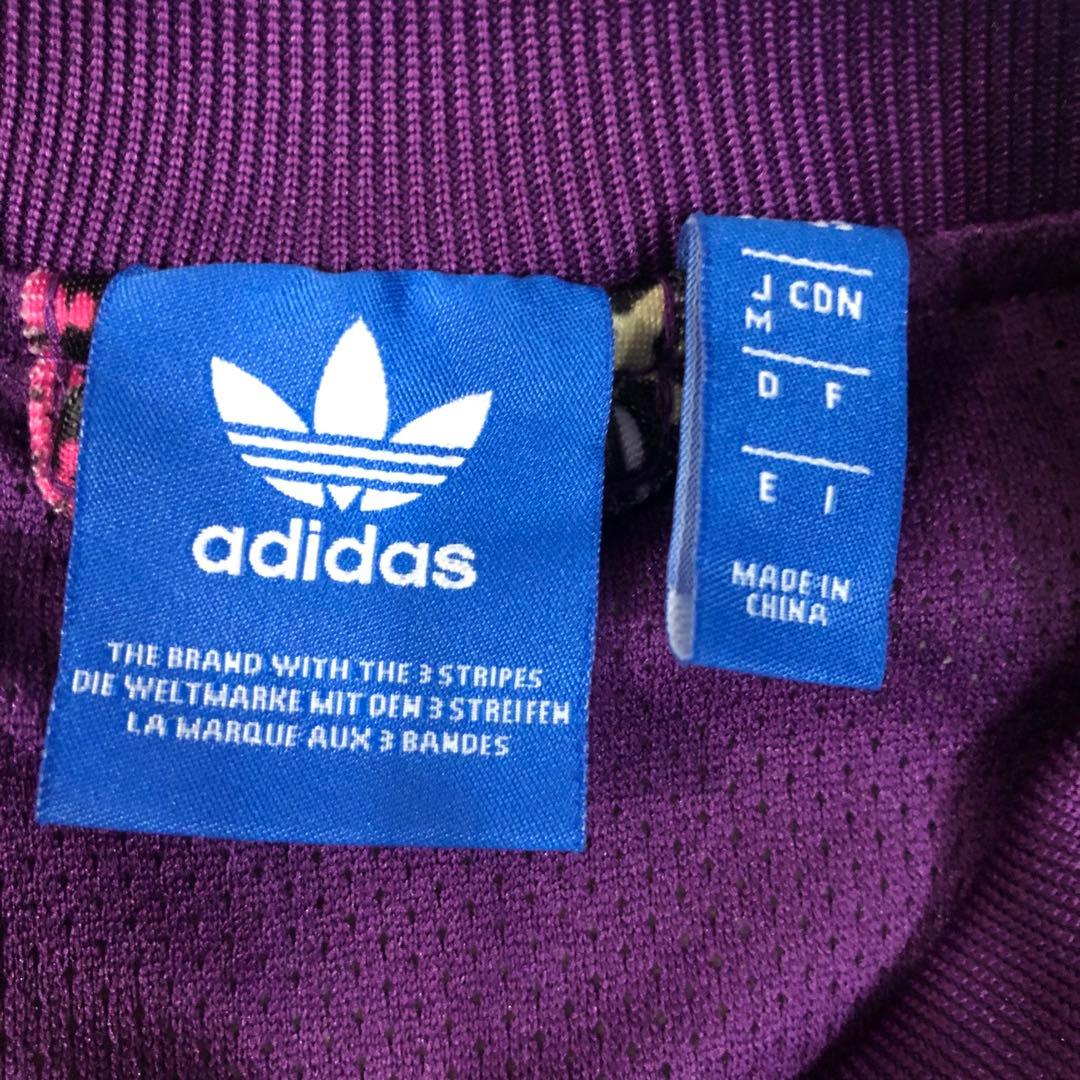 adidas
THE BRAND WITH THE 3 STRIPES
DIE WELTMARKE MIT DEN 3 STREIFEN
LA MARQUE AUX 3 BANDES
J CDN
M
D F
E I
MADE IN
CHINA